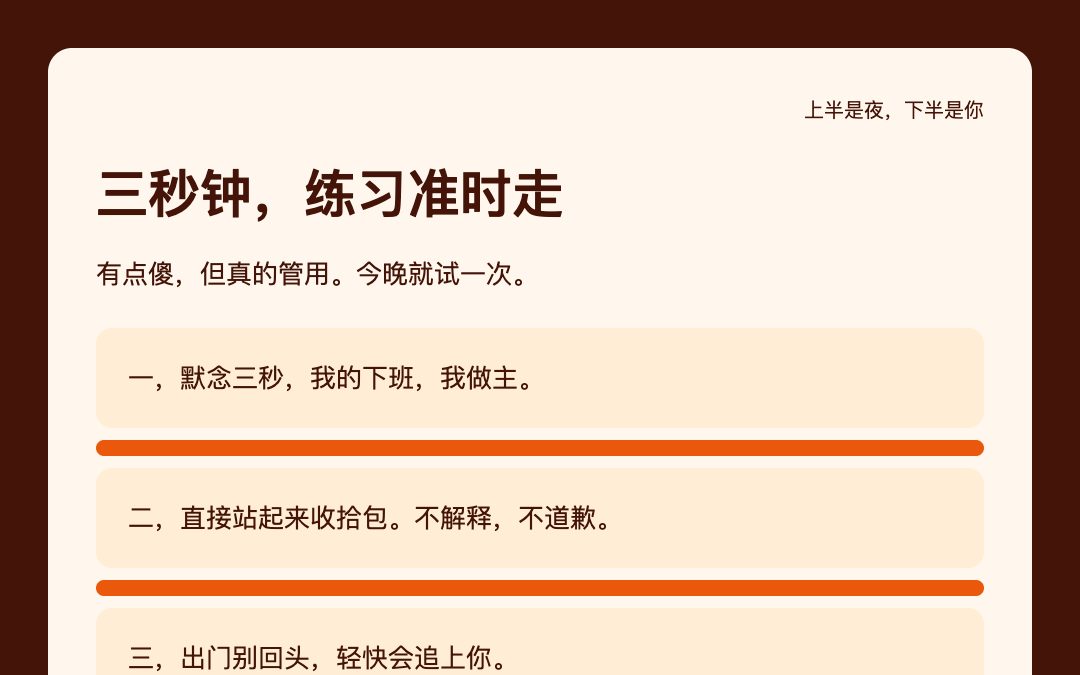 上半是夜，下半是你
三秒钟，练习准时走
有点傻，但真的管用。今晚就试一次。
一，默念三秒，我的下班，我做主。
二，直接站起来收拾包。不解释，不道歉。
三，出门别回头，轻快会追上你。